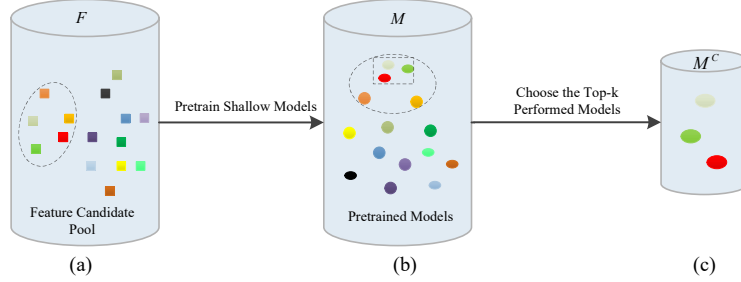 F
Feature Candidate
Pool
(a)
Pretrain Shallow Models
M
Pretrained Models
(b)
Choose the Top-k
Performed Models
M^C
(c)